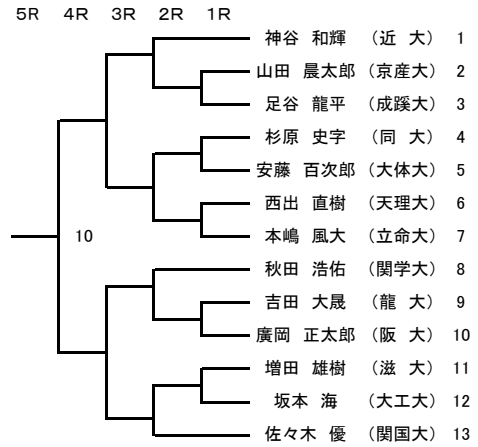 5R 4R 3R 2R 1R
神谷 和輝 （近 大） 1
山田 晨太郎（京産大） 2
足谷 龍平 （成蹊大） 3
杉原 史字 （同 大） 4
安藤 百次郎（大体大） 5
西出 直樹 （天理大） 6
10 本嶋 風大 （立命大） 7
秋田 浩佑 （関学大） 8
吉田 大晟 （龍 大） 9
廣岡 正太郎（阪 大） 10
増田 雄樹 （滋 大） 11
坂本 海 （大工大） 12
佐々木 優 （関国大） 13